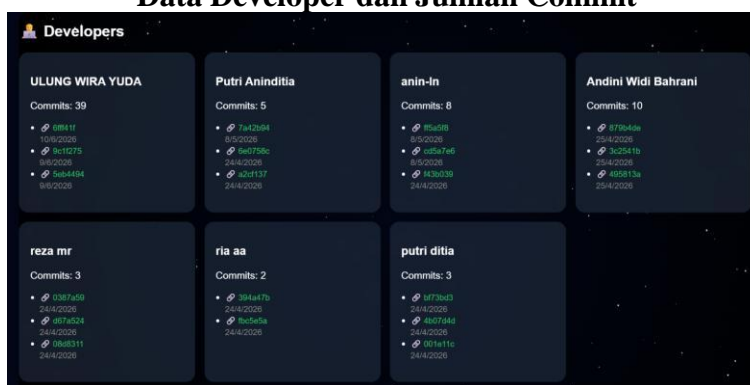 Data Developer dan Jumlah Commit
Developers
ULUNG WIRA YUDA
Commits: 39
6fff41f
10/6/2026
9c1f275
9/6/2026
5eb4494
9/6/2026
Putri Aninditia
Commits: 5
7a42b94
8/5/2026
6e0758c
24/4/2026
a2cf137
24/4/2026
anin-ln
Commits: 8
ff5a5f8
8/5/2026
cd5a7e6
8/5/2026
f43b039
24/4/2026
Andini Widi Bahrani
Commits: 10
879b4de
25/4/2026
3c2541b
25/4/2026
495813a
25/4/2026
reza mr
Commits: 3
0387a59
24/4/2026
d67a524
24/4/2026
08d8311
24/4/2026
ria aa
Commits: 2
394a47b
24/4/2026
fbc5e5a
24/4/2026
putri ditia
Commits: 3
bf73bd3
24/4/2026
4b07d4d
24/4/2026
001e11c
24/4/2026